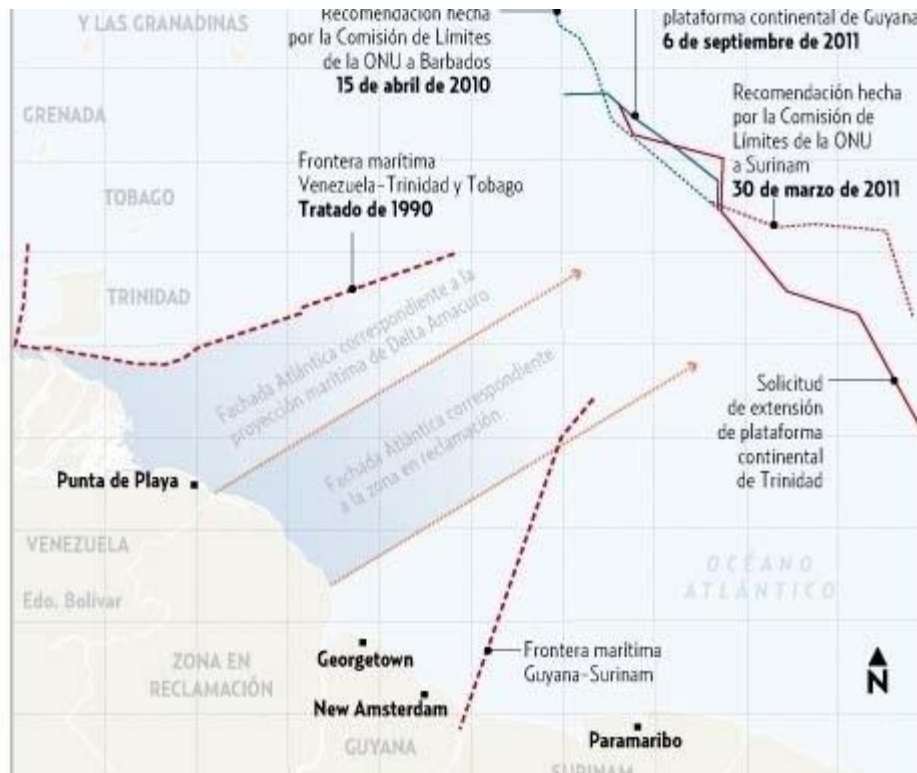 Y LAS GRANADINAS
Recomendación hecha
por la Comisión de Límites
de la ONU a Barbados
15 de abril de 2010
plataforma continental de Guyana
6 de septiembre de 2011
GRENADA
Recomendación hecha
por la Comisión de
Límites de la ONU
a Surinam
30 de marzo de 2011
Frontera marítima
Venezuela-Trinidad y Tobago
Tratado de 1990
TOBAGO
TRINIDAD
Fachada Atlántica correspondiente a la
proyección marítima de Delta Amacuro
Fachada Atlántica correspondiente
a la zona en reclamación
Solicitud
de extensión
de plataforma
continental
de Trinidad
Punta de Playa
VENEZUELA
Edo. Bolívar
OCÉANO
ATLÁNTICO
ZONA EN
RECLAMACIÓN
Georgetown
Frontera marítima
Guyana-Surinam
N
New Amsterdam
GUYANA
Paramaribo
SURINAM